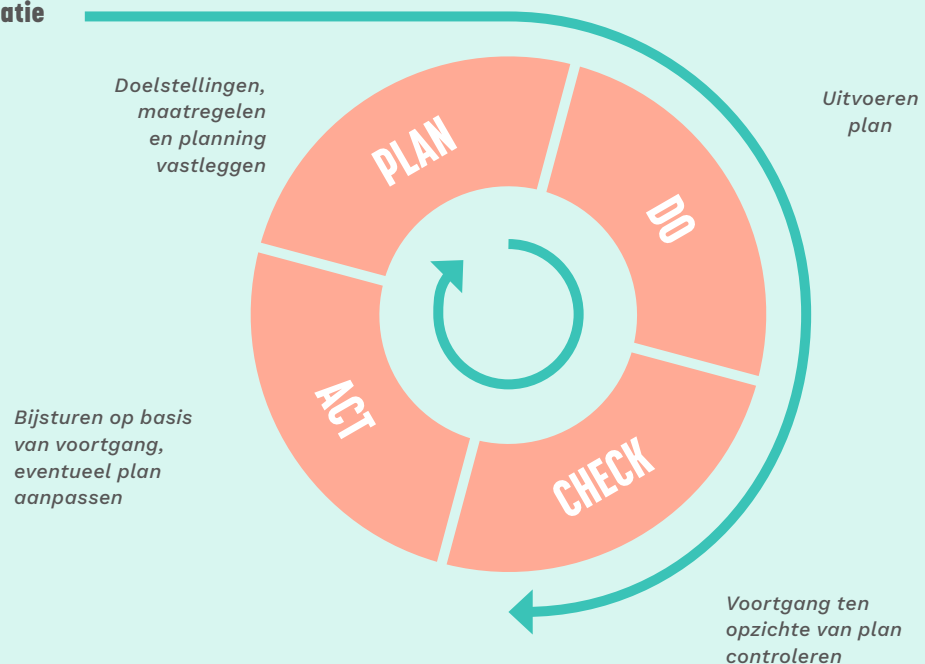 Doelstellingen,
maatregelen
en planning
vastleggen
PLAN
Uitvoeren
plan
DO
ACT
Bijsturen op basis
van voortgang,
eventueel plan
aanpassen
CHECK
Voortgang ten
opzichte van plan
controleren